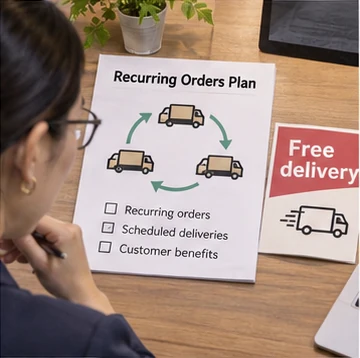 Recurring Orders Plan
Recurring orders
Scheduled deliveries
Customer benefits
Free
delivery